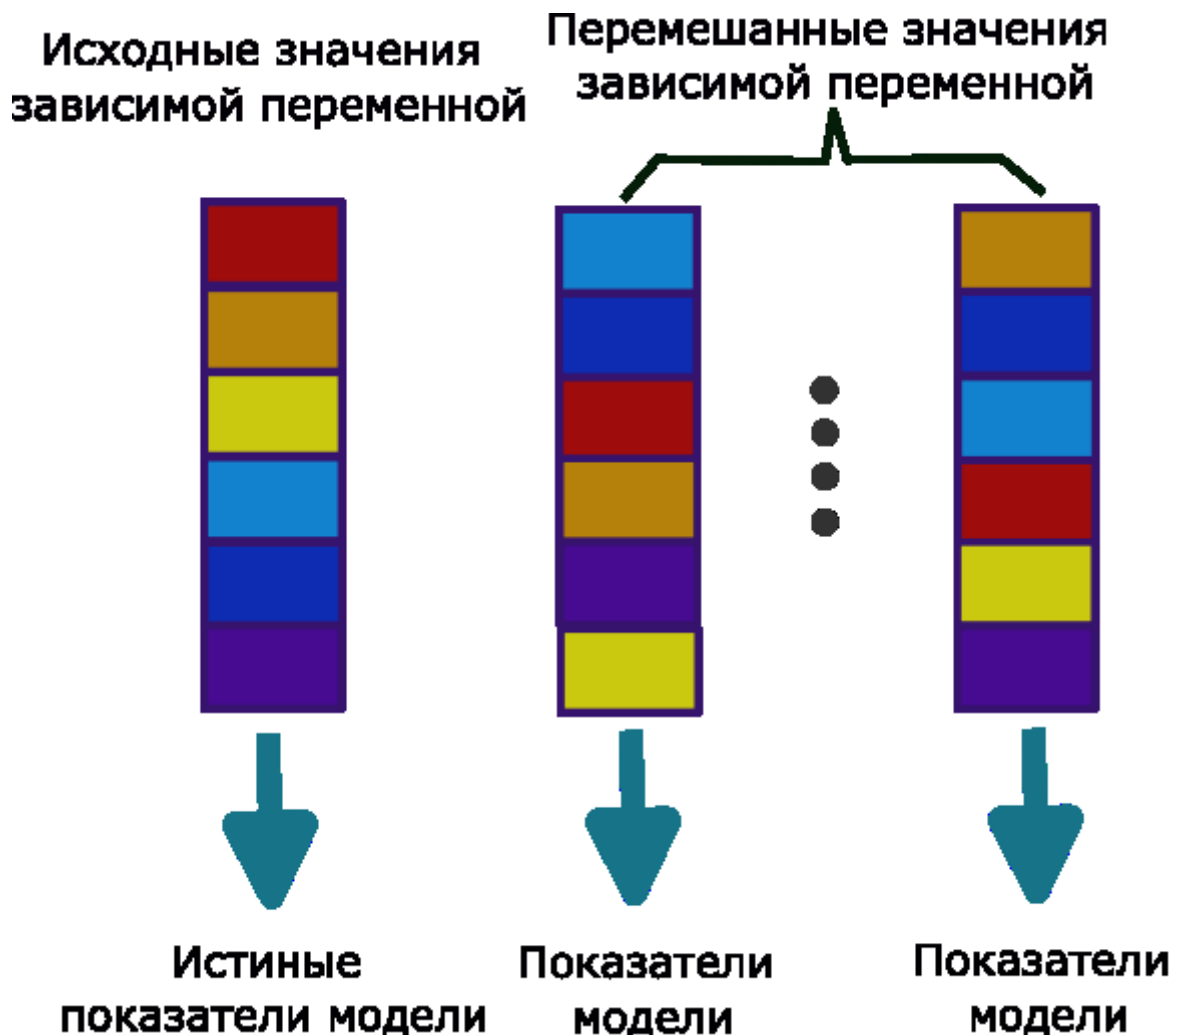 Исходные значения
зависимой переменной
Перемешанные значения
зависимой переменной
Истиные
показатели модели
Показатели
модели
Показатели
модели